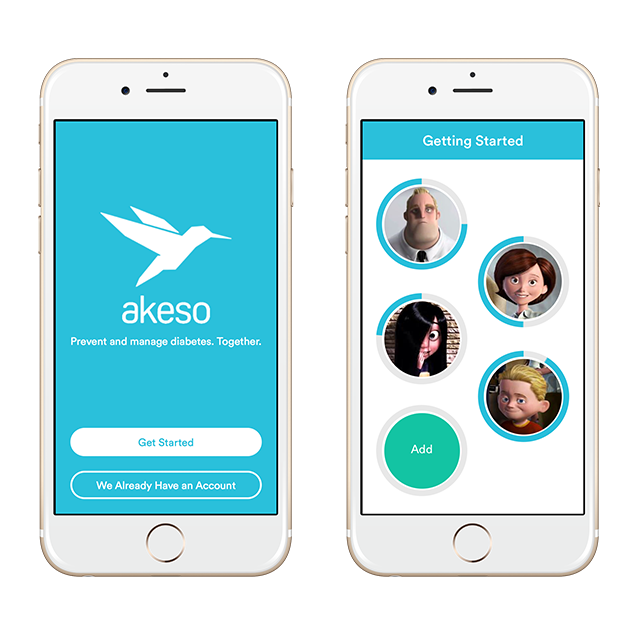 akeso
Prevent and manage diabetes. Together.
Get Started
We Already Have an Account
Getting Started
Add